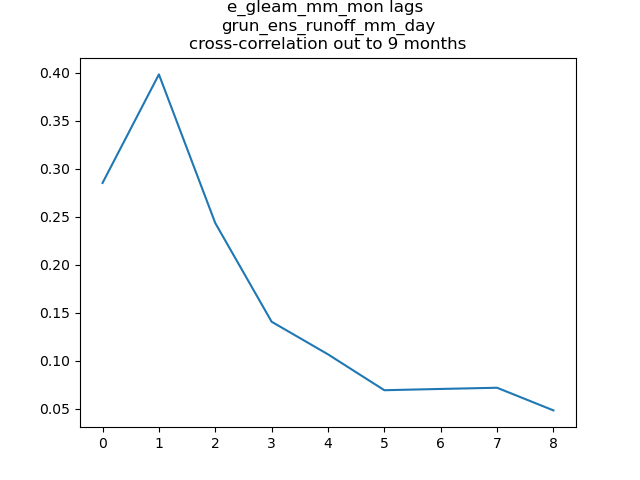 e_gleam_mm_mon lags
grun_ens_runoff_mm_day
cross-correlation out to 9 months
0.40
0.35
0.30
0.25
0.20
0.15
0.10
0.05
0 1 2 3 4 5 6 7 8